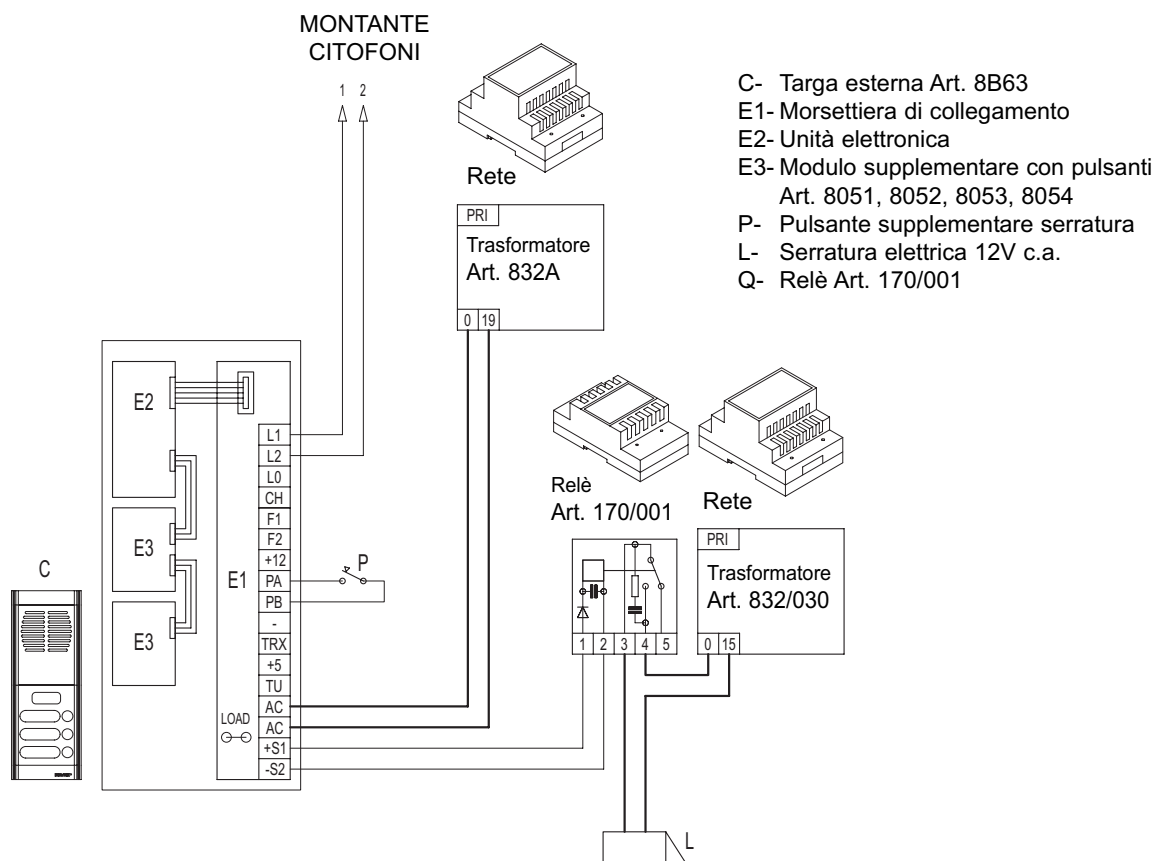 MONTANTE
CITOFONI
1 2
Rete
PRI
Trasformatore
Art. 832A
0 19
C- Targa esterna Art. 8B63
E1- Morsettiera di collegamento
E2- Unità elettronica
E3- Modulo supplementare con pulsanti
Art. 8051, 8052, 8053, 8054
P- Pulsante supplementare serratura
L- Serratura elettrica 12V c.a.
Q- Relè Art. 170/001
C
E2
E3
E3
E1
LOAD
L1
L2
L0
CH
F1
F2
+12
PA
PB
-
TRX
+5
TU
AC
AC
+S1
-S2
P
Relè
Art. 170/001
1 2 3 4 5
Rete
PRI
Trasformatore
Art. 832/030
0 15
L